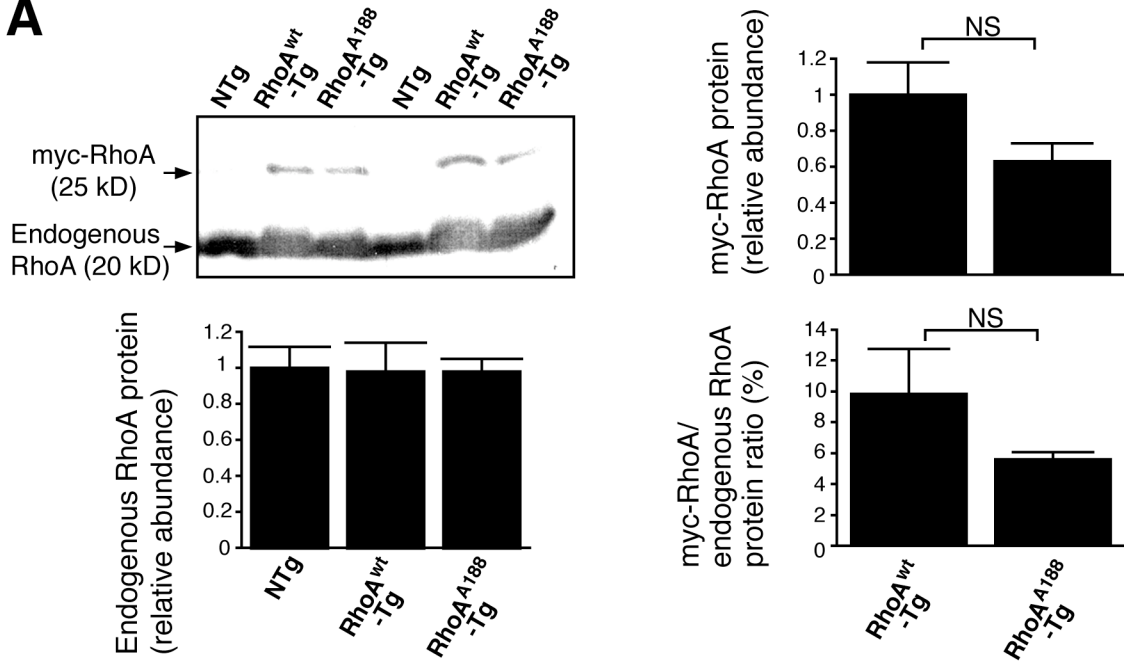 A
NTg
RhoAwt
-Tg
RhoAA188
-Tg
NTg
RhoAwt
-Tg
RhoAA188
-Tg
myc-RhoA
(25 kD)
Endogenous
RhoA (20 kD)
Endogenous RhoA protein
(relative abundance)
1.2
1
0.8
0.6
0.4
0.2
0
NTg
RhoAwt
-Tg
RhoAA188
-Tg
myc-RhoA protein
(relative abundance)
NS
1.2
1
0.8
0.6
0.4
0.2
0
myc-RhoA/
endogenous RhoA
protein ratio (%)
NS
14
12
10
8
6
4
2
0
RhoAwt
-Tg
RhoAA188
-Tg